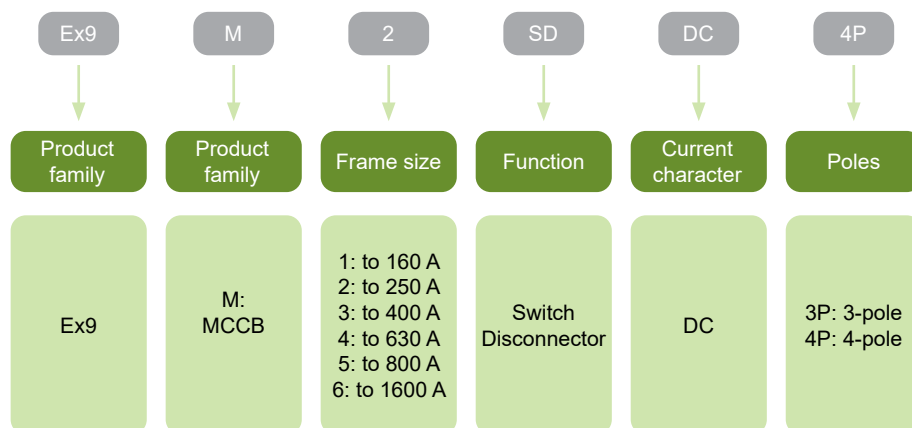 Ex9
M
2
SD
DC
4P
Product
family
Product
family
Frame size
Function
Current
character
Poles
Ex9
M:
MCCB
1: to 160 A
2: to 250 A
3: to 400 A
4: to 630 A
5: to 800 A
6: to 1600 A
Switch
Disconnector
DC
3P: 3-pole
4P: 4-pole